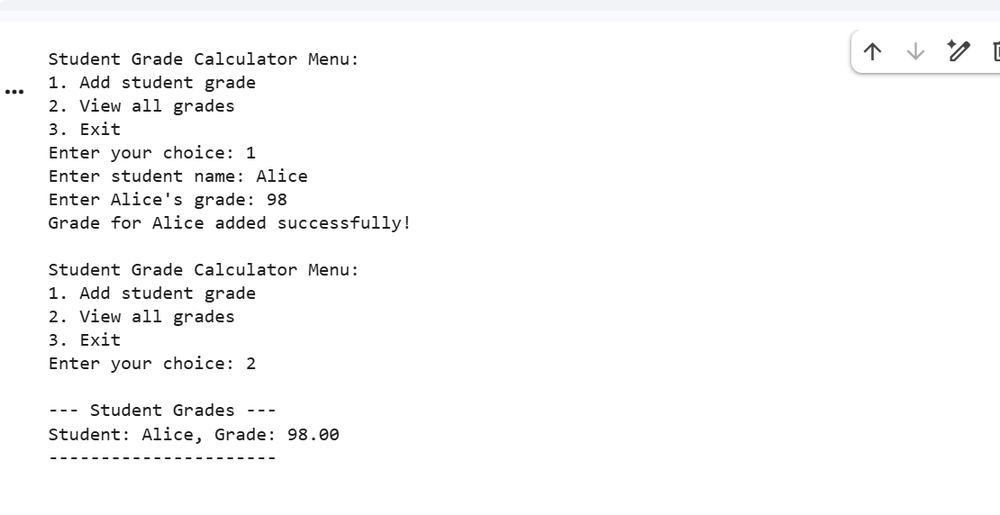 Student Grade Calculator Menu:
1. Add student grade
2. View all grades
3. Exit
Enter your choice: 1
Enter student name: Alice
Enter Alice's grade: 98
Grade for Alice added successfully!
Student Grade Calculator Menu:
1. Add student grade
2. View all grades
3. Exit
Enter your choice: 2
--- Student Grades ---
Student: Alice, Grade: 98.00
----------------------